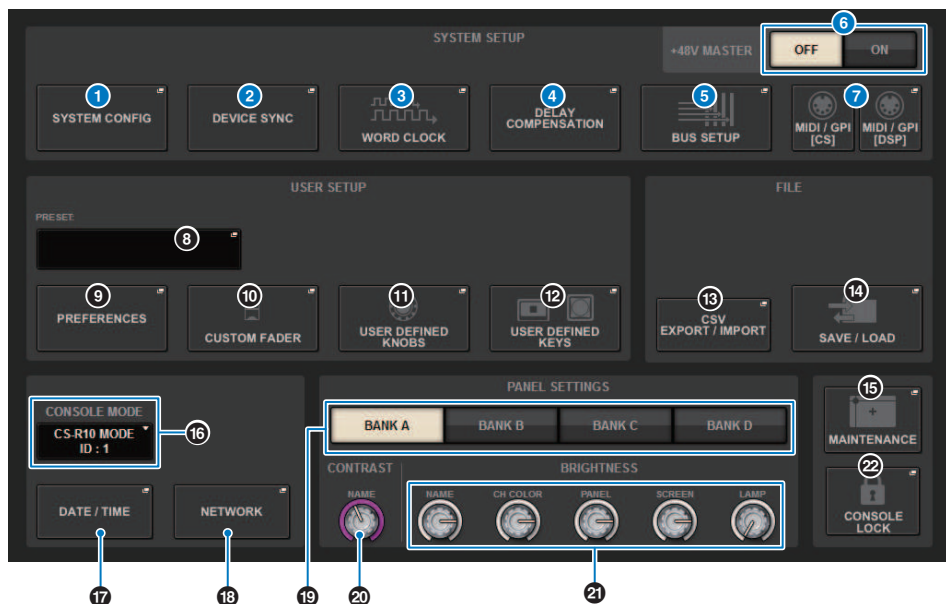 SYSTEM SETUP
+48V MASTER
6
OFF
ON
1
SYSTEM CONFIG
2
DEVICE SYNC
3
WORD CLOCK
4
DELAY
COMPENSATION
5
BUS SETUP
7
MIDI / GPI
[CS]
MIDI / GPI
[DSP]
USER SETUP
PRESET:
8
9
PREFERENCES
10
CUSTOM FADER
11
USER DEFINED
KNOBS
12
USER DEFINED
KEYS
FILE
13
CSV
EXPORT / IMPORT
14
SAVE / LOAD
CONSOLE MODE
CS-R10 MODE
ID : 1
16
DATE / TIME
NETWORK
PANEL SETTINGS
BANK A
BANK B
BANK C
BANK D
CONTRAST
NAME
BRIGHTNESS
NAME
CH COLOR
PANEL
SCREEN
LAMP
15
MAINTENANCE
22
CONSOLE
LOCK
17
18
19
20
21